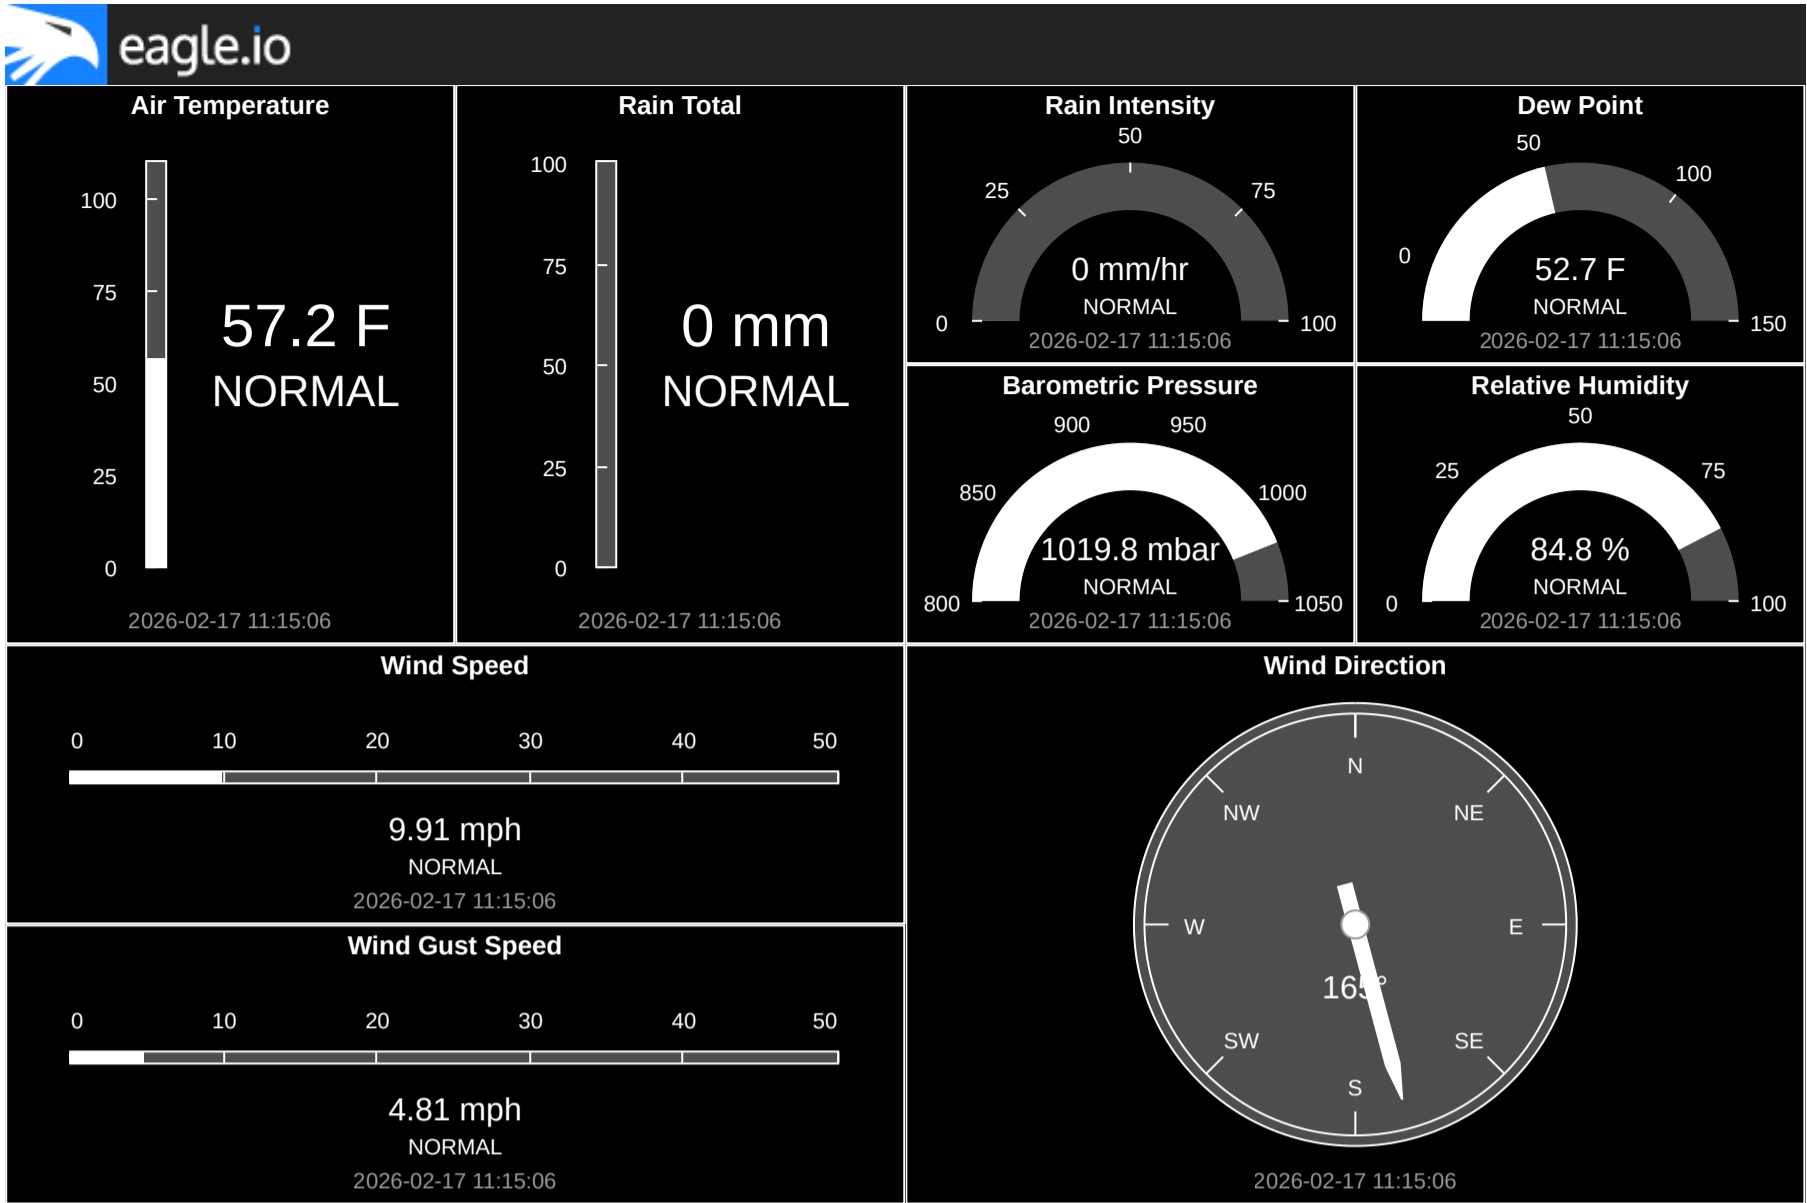 eagle.io
Air Temperature
100
75
50
25
0
57.2 F
NORMAL
2026-02-17 11:15:06
Rain Total
100
75
50
25
0
0 mm
NORMAL
2026-02-17 11:15:06
Rain Intensity
0
25
50
75
100
0 mm/hr
NORMAL
2026-02-17 11:15:06
Dew Point
0
50
100
150
52.7 F
NORMAL
2026-02-17 11:15:06
Barometric Pressure
800
850
900
950
1000
1050
1019.8 mbar
NORMAL
2026-02-17 11:15:06
Relative Humidity
0
25
50
75
100
84.8 %
NORMAL
2026-02-17 11:15:06
Wind Speed
0 10 20 30 40 50
9.91 mph
NORMAL
2026-02-17 11:15:06
Wind Gust Speed
0 10 20 30 40 50
4.81 mph
NORMAL
2026-02-17 11:15:06
Wind Direction
N
NW NE
W E
165°
SW SE
S
2026-02-17 11:15:06